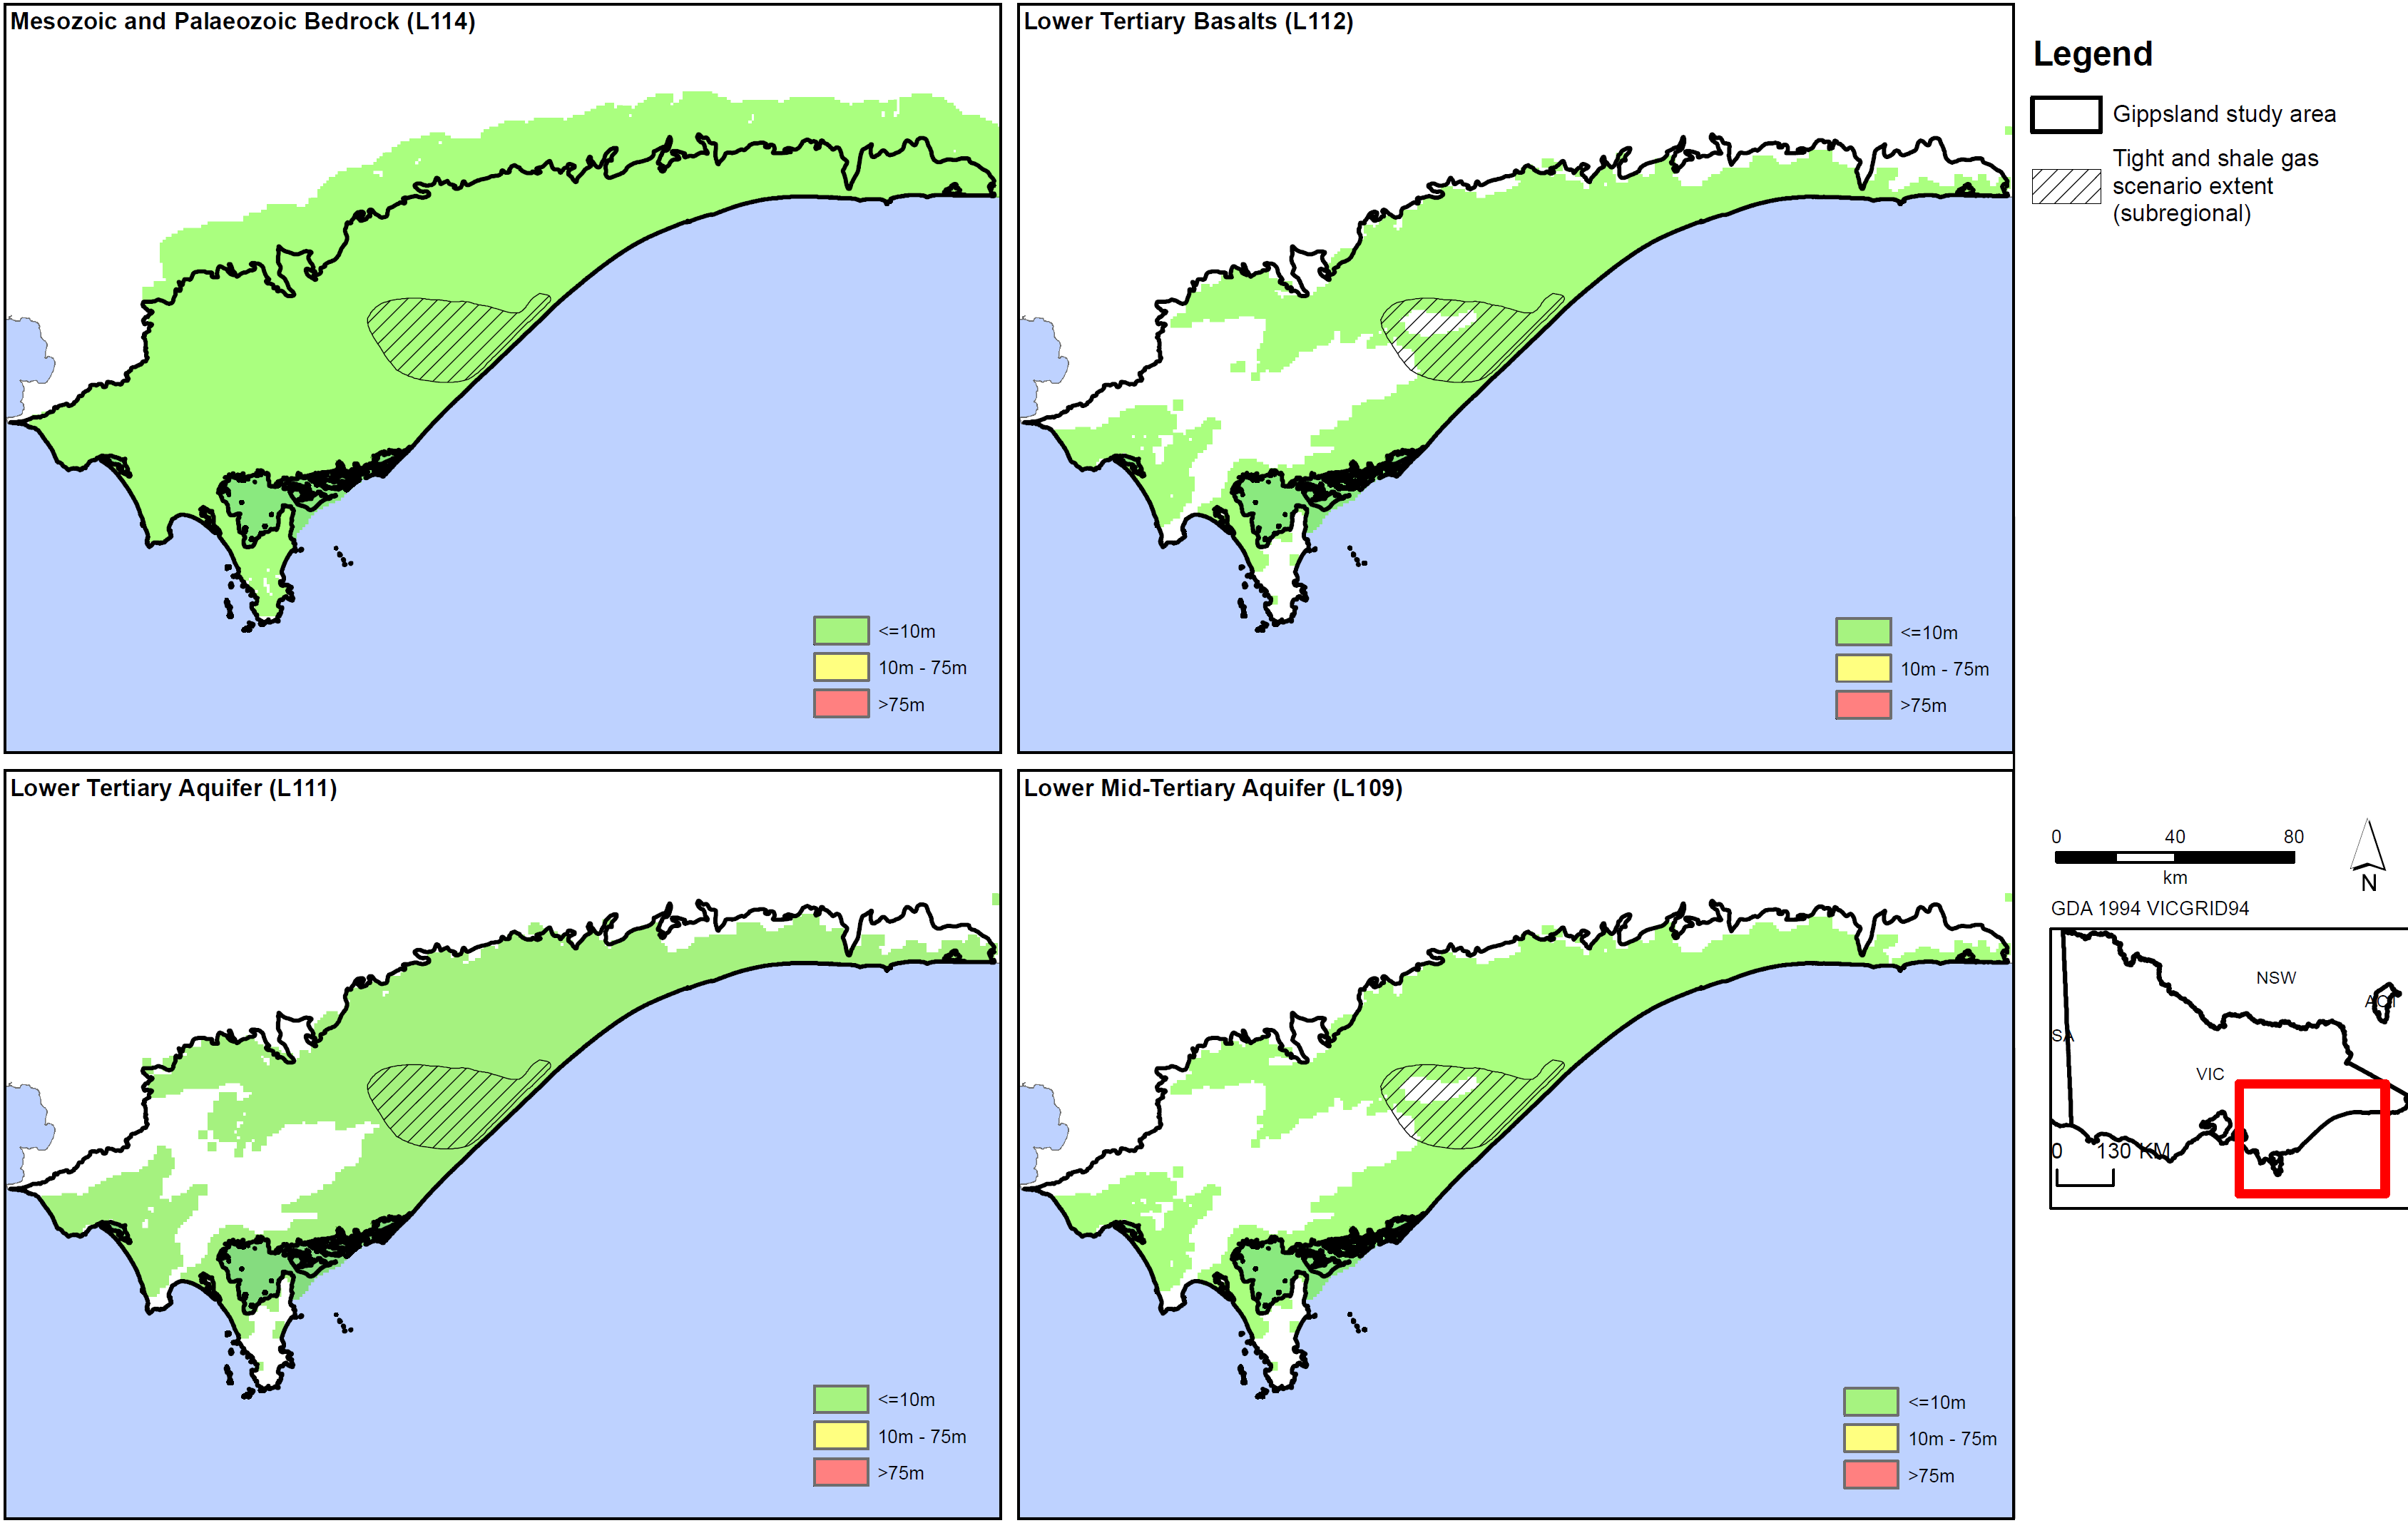 Mesozoic and Palaeozoic Bedrock (L114)
<=10m
10m - 75m
>75m
Lower Tertiary Basalts (L112)
<=10m
10m - 75m
>75m
Lower Tertiary Aquifer (L111)
<=10m
10m - 75m
>75m
Lower Mid-Tertiary Aquifer (L109)
<=10m
10m - 75m
>75m
Legend
Gippsland study area
Tight and shale gas
scenario extent
(subregional)
0 40 80
km
N
GDA 1994 VICGRID94
NSW
SA
VIC
0 130 KM